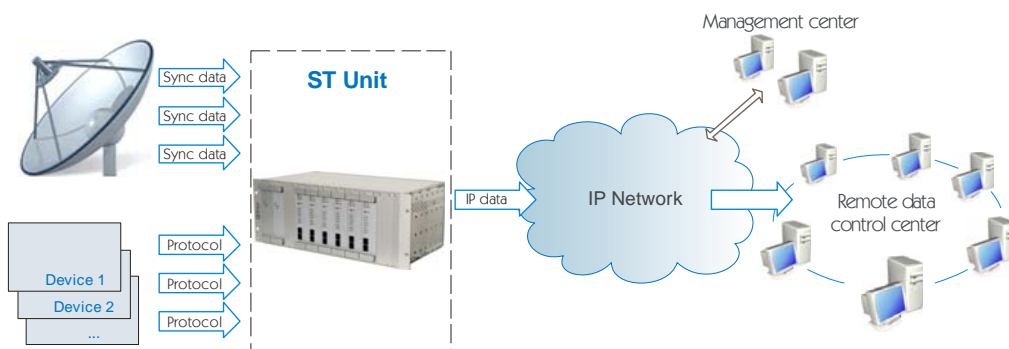 Management center
Sync data
Sync data
Sync data
ST Unit
IP data
IP Network
Remote data
control center
Protocol
Protocol
Protocol
Device 1
Device 2
...